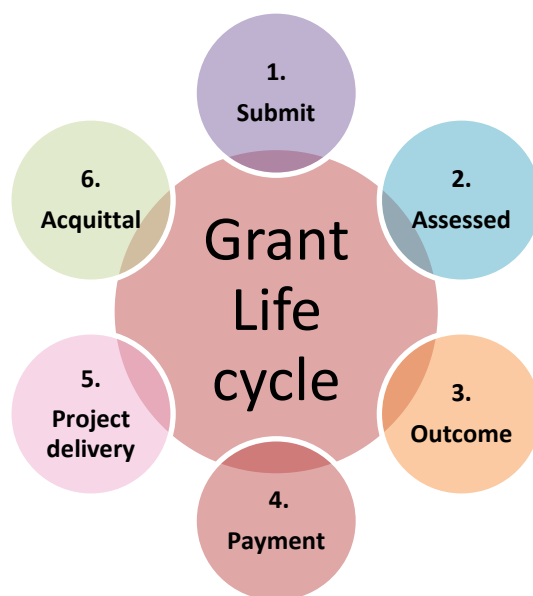 Grant
Life
cycle
1.
Submit
2.
Assessed
3.
Outcome
4.
Payment
5.
Project
delivery
6.
Acquittal